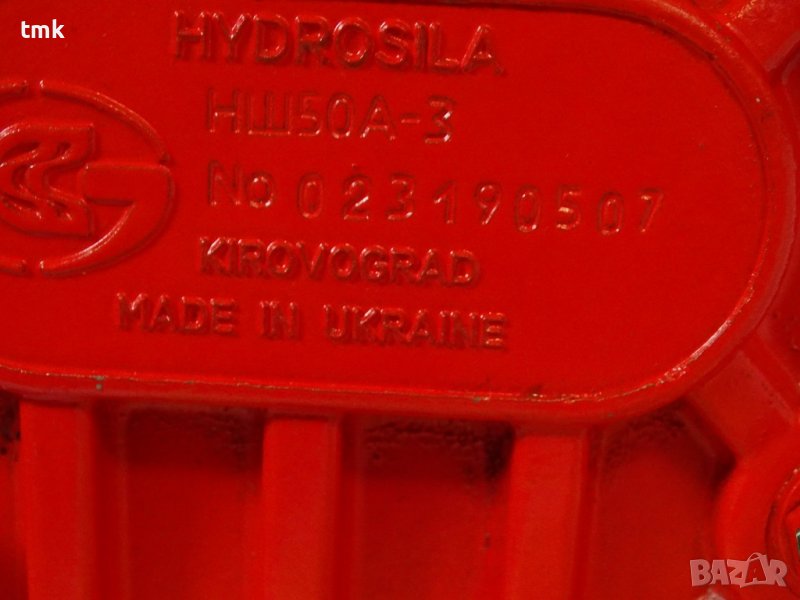 tmk
HYDROSILA
НШ50А-3
No 023190507
KIROVOGRAD
MADE IN UKRAINE
BAZAR